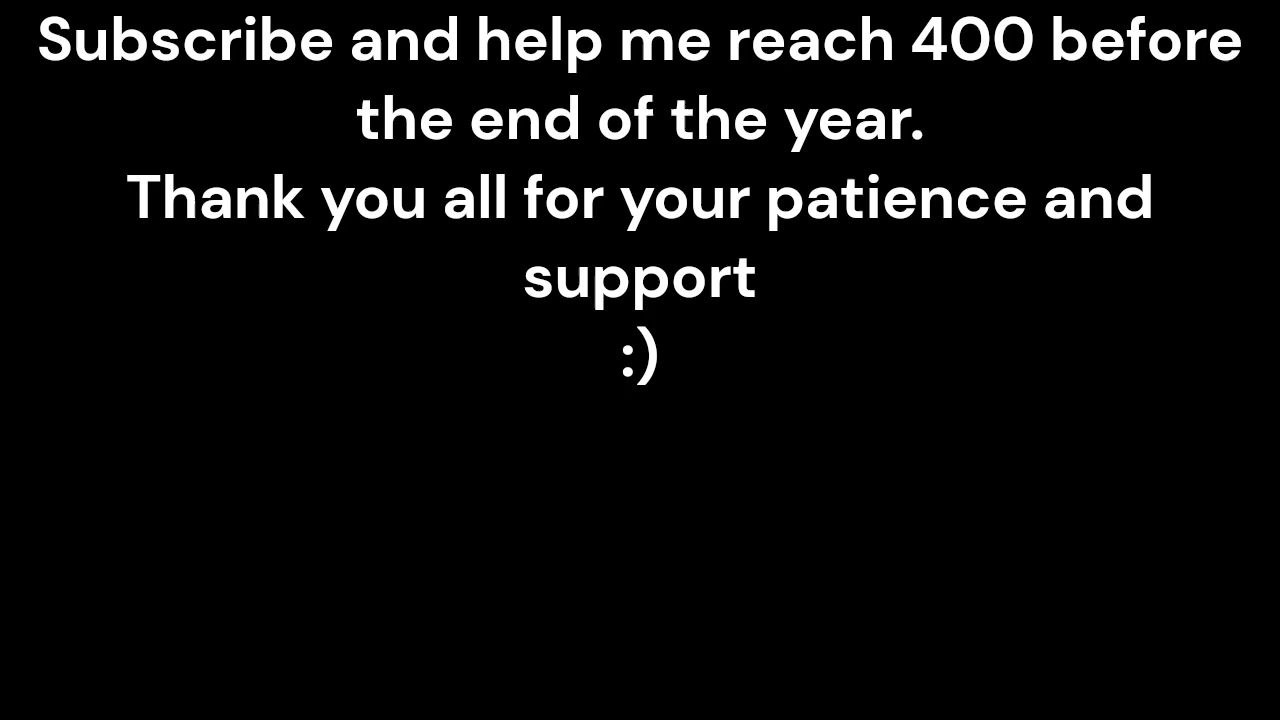 Subscribe and help me reach 400 before
the end of the year.
Thank you all for your patience and
support
:)